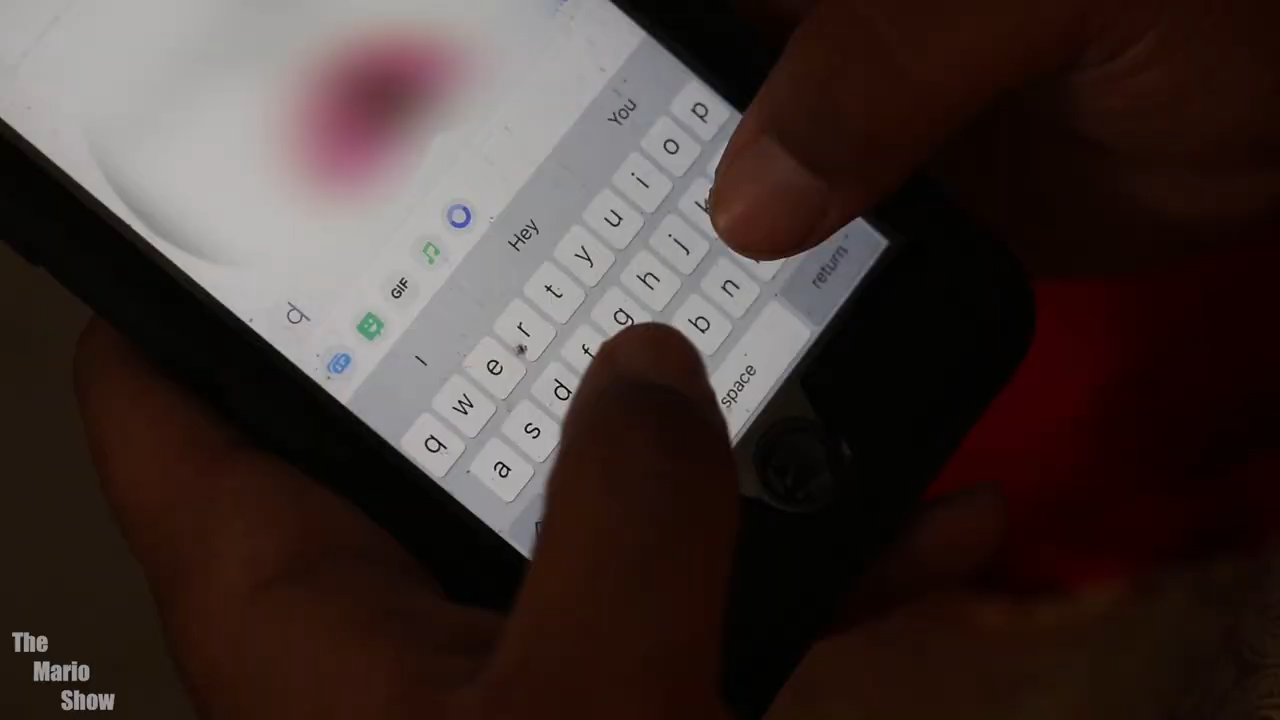 GIF
I
Hey
You
q w e r t y u i o p
a s d f g h j k
b n
space
return
The
Mario
Show